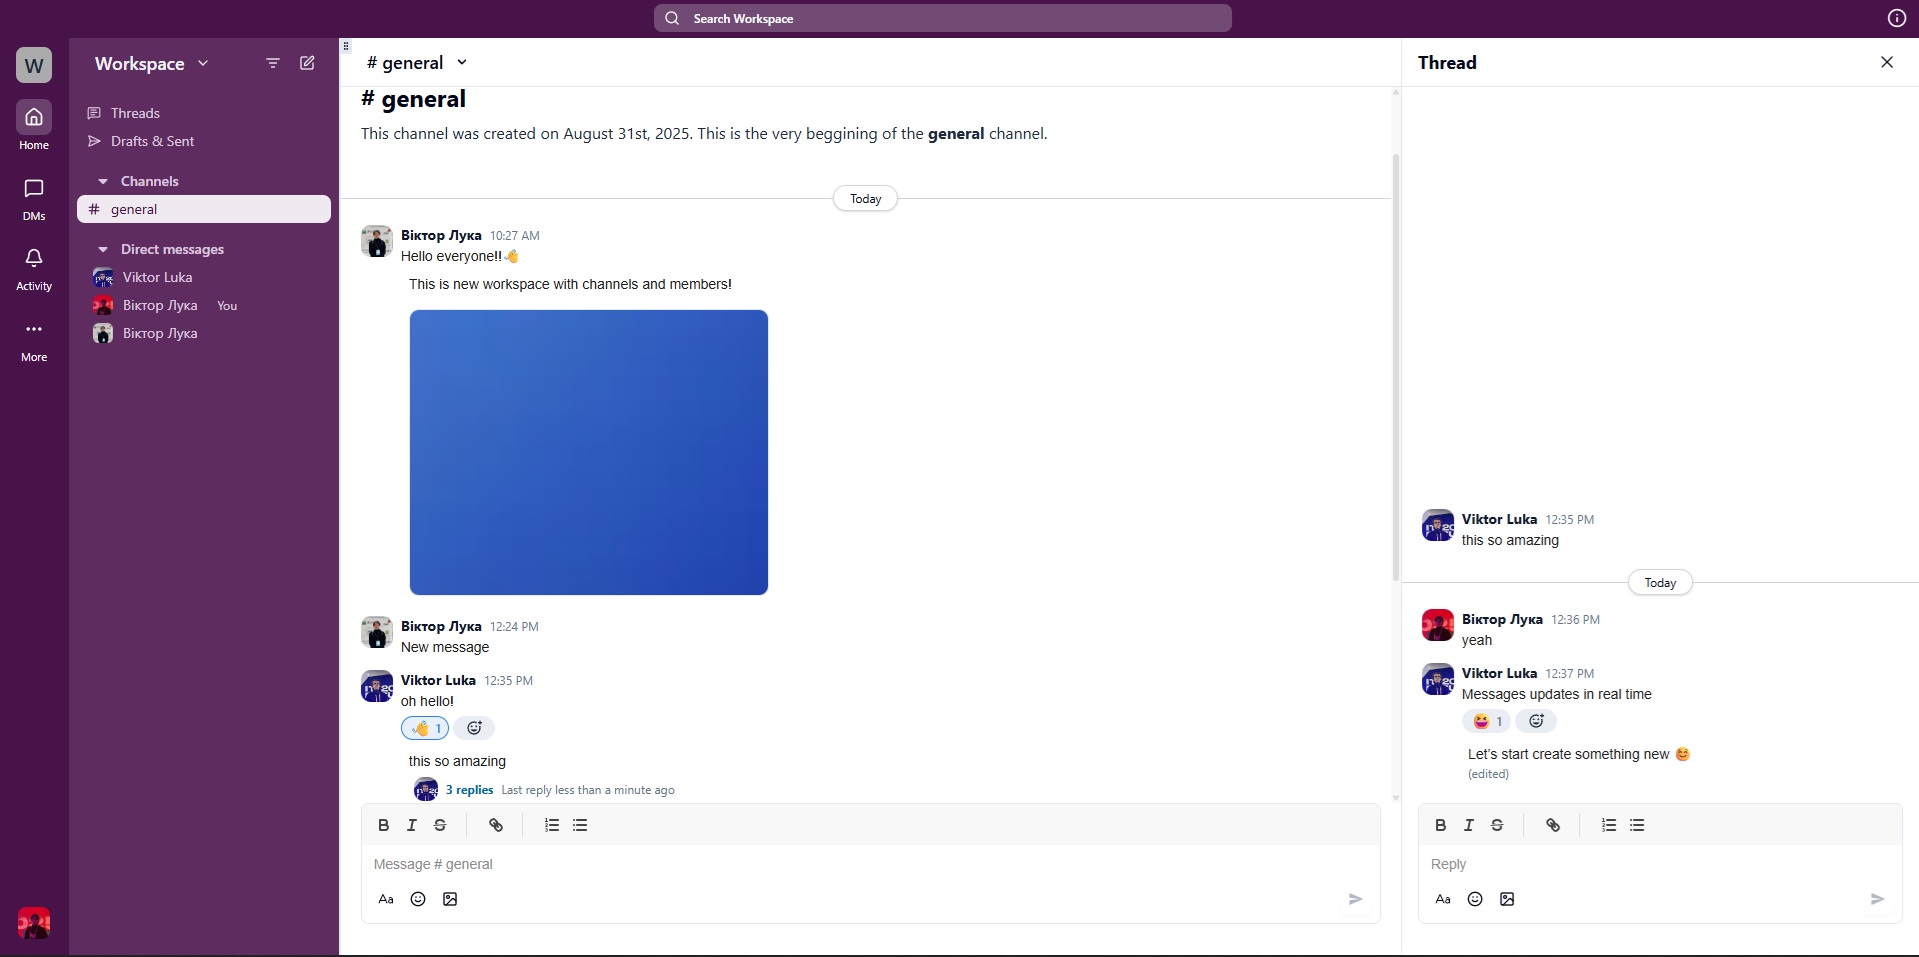 Search Workspace
W
Home
DMs
Activity
More
Workspace
Threads
Drafts & Sent
Channels
# general
Direct messages
Viktor Luka
Віктор Лука You
Віктор Лука
# general
# general
This channel was created on August 31st, 2025. This is the very beggining of the general channel.
Today
Віктор Лука 10:27 AM
Hello everyone!!👋
This is new workspace with channels and members!
Віктор Лука 12:24 PM
New message
Viktor Luka 12:35 PM
oh hello!
👋 1
this so amazing
3 replies Last reply less than a minute ago
B I S
Message # general
Aa
Thread
Viktor Luka 12:35 PM
this so amazing
Today
Віктор Лука 12:36 PM
yeah
Viktor Luka 12:37 PM
Messages updates in real time
😆 1
Let's start create something new 😊
(edited)
B I S
Reply
Aa